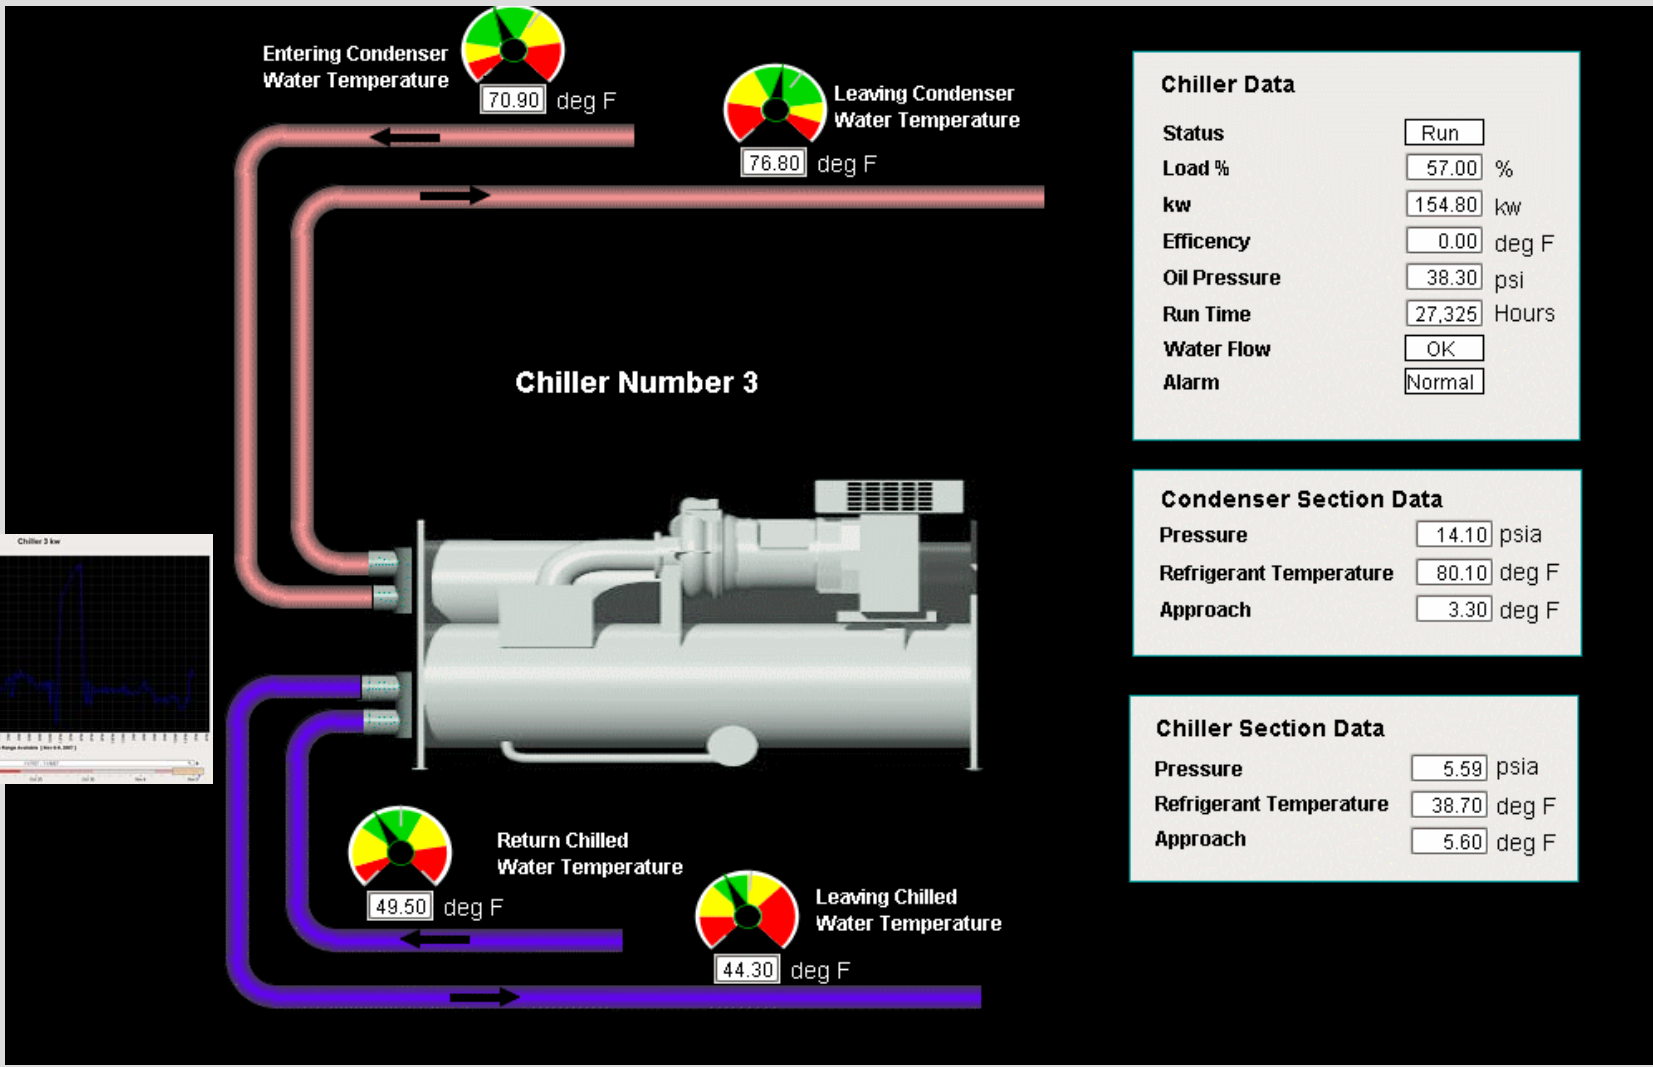 Entering Condenser
Water Temperature
70.90 deg F
Leaving Condenser
Water Temperature
76.80 deg F
Chiller Number 3
Chiller 3 kw
Return Chilled
Water Temperature
49.50 deg F
Leaving Chilled
Water Temperature
44.30 deg F
Chiller Data
Status Run
Load % 57.00 %
kw 154.80 kw
Efficency 0.00 deg F
Oil Pressure 38.30 psi
Run Time 27,325 Hours
Water Flow OK
Alarm Normal
Condenser Section Data
Pressure 14.10 psia
Refrigerant Temperature 80.10 deg F
Approach 3.30 deg F
Chiller Section Data
Pressure 5.59 psia
Refrigerant Temperature 38.70 deg F
Approach 5.60 deg F